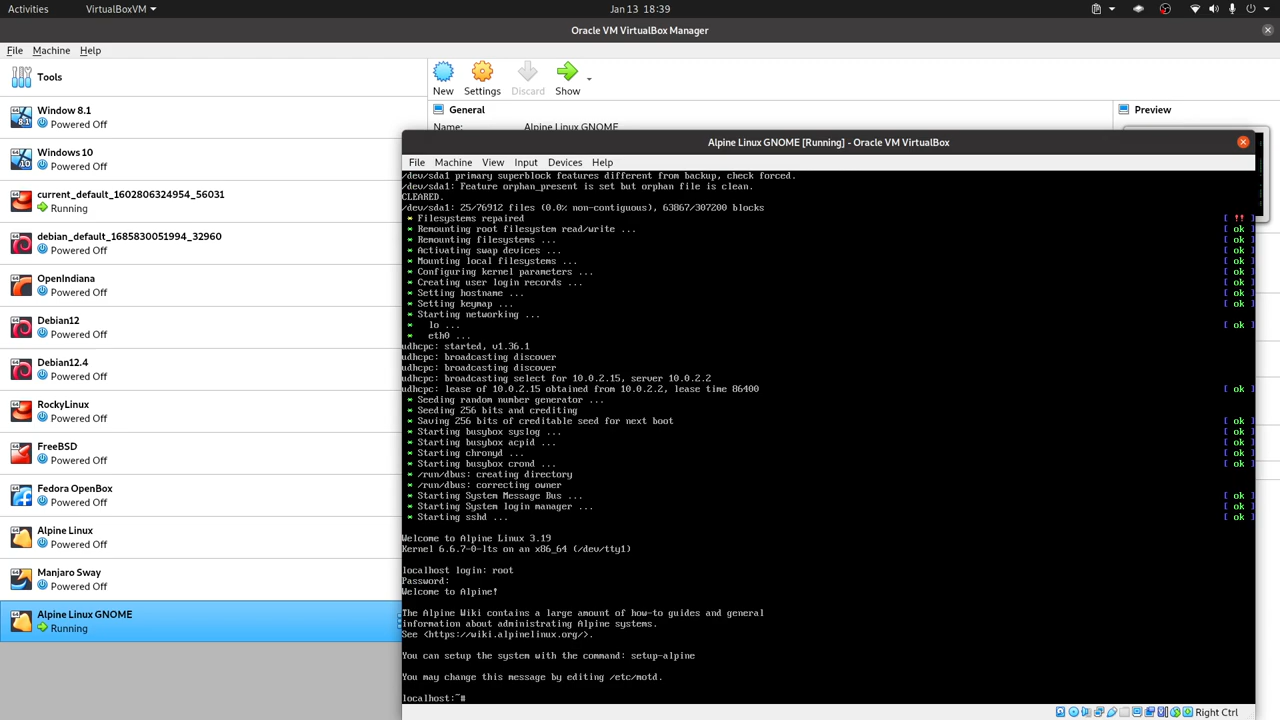 Activities
VirtualBoxVM
Jan 13 18:39
Oracle VM VirtualBox Manager
File Machine Help
Tools
New Settings Discard Show
Window 8.1
Powered Off
Windows 10
Powered Off
current_default_1602806324954_56031
Running
debian_default_1685830051994_32960
Powered Off
OpenIndiana
Powered Off
Debian12
Powered Off
Debian12.4
Powered Off
RockyLinux
Powered Off
FreeBSD
Powered Off
Fedora OpenBox
Powered Off
Alpine Linux
Powered Off
Manjaro Sway
Powered Off
Alpine Linux GNOME
Running
General
Name: Alpine Linux GNOME
Preview
Alpine Linux GNOME [Running] - Oracle VM VirtualBox
File Machine View Input Devices Help
/dev/sda1 primary superblock features different from backup, check forced.
/dev/sda1: Feature orphan_present is set but orphan file is clean.
CLEARED.
/dev/sda1: 25/76912 files (0.0% non-contiguous), 63867/307200 blocks
* Filesystems repaired [ !! ]
* Remounting root filesystem read/write ... [ ok ]
* Remounting filesystems ... [ ok ]
* Activating swap devices ... [ ok ]
* Mounting local filesystems ... [ ok ]
* Configuring kernel parameters ... [ ok ]
* Creating user login records ... [ ok ]
* Setting hostname ... [ ok ]
* Setting keymap ... [ ok ]
* Starting networking ...
* lo ... [ ok ]
* eth0 ...
udhcpc: started, v1.36.1
udhcpc: broadcasting discover
udhcpc: broadcasting discover
udhcpc: broadcasting select for 10.0.2.15, server 10.0.2.2
udhcpc: lease of 10.0.2.15 obtained from 10.0.2.2, lease time 86400 [ ok ]
* Seeding random number generator ...
* Seeding 256 bits and crediting
* Saving 256 bits of creditable seed for next boot [ ok ]
* Starting busybox syslog ... [ ok ]
* Starting busybox acpid ... [ ok ]
* Starting chronyd ... [ ok ]
* Starting busybox crond ... [ ok ]
* /run/dbus: creating directory
* /run/dbus: correcting owner
* Starting System Message Bus ... [ ok ]
* Starting System login manager ... [ ok ]
* Starting sshd ... [ ok ]
Welcome to Alpine Linux 3.19
Kernel 6.6.7-0-lts on an x86_64 (/dev/tty1)
localhost login: root
Password:
Welcome to Alpine!
The Alpine Wiki contains a large amount of how-to guides and general
information about administrating Alpine systems.
See <https://wiki.alpinelinux.org/>.
You can setup the system with the command: setup-alpine
You may change this message by editing /etc/motd.
localhost:~#
Right Ctrl